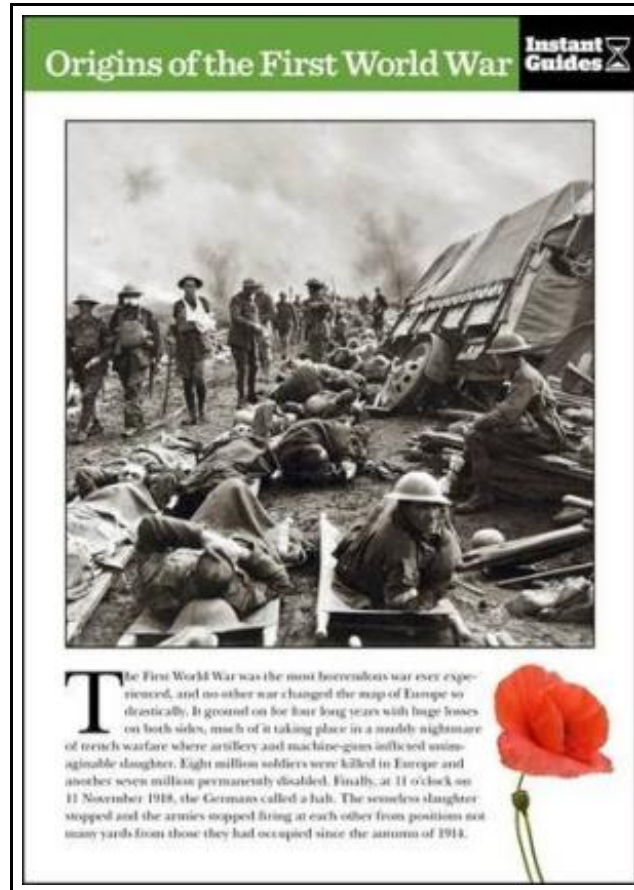 Origins of the First World War
Instant
Guides
The First World War was the most horrendous war ever expe-
rienced, and no other war changed the map of Europe so
drastically. It ground on for four long years with huge losses
on both sides, much of it taking place in a muddy nightmare
of trench warfare where artillery and machine-guns inflicted unim-
aginable slaughter. Eight million soldiers were killed in Europe and
another seven million permanently disabled. Finally, at 11 o'clock on
11 November 1918, the Germans called a halt. The senseless slaughter
stopped and the armies stopped firing at each other from positions not
many yards from those they had occupied since the autumn of 1914.